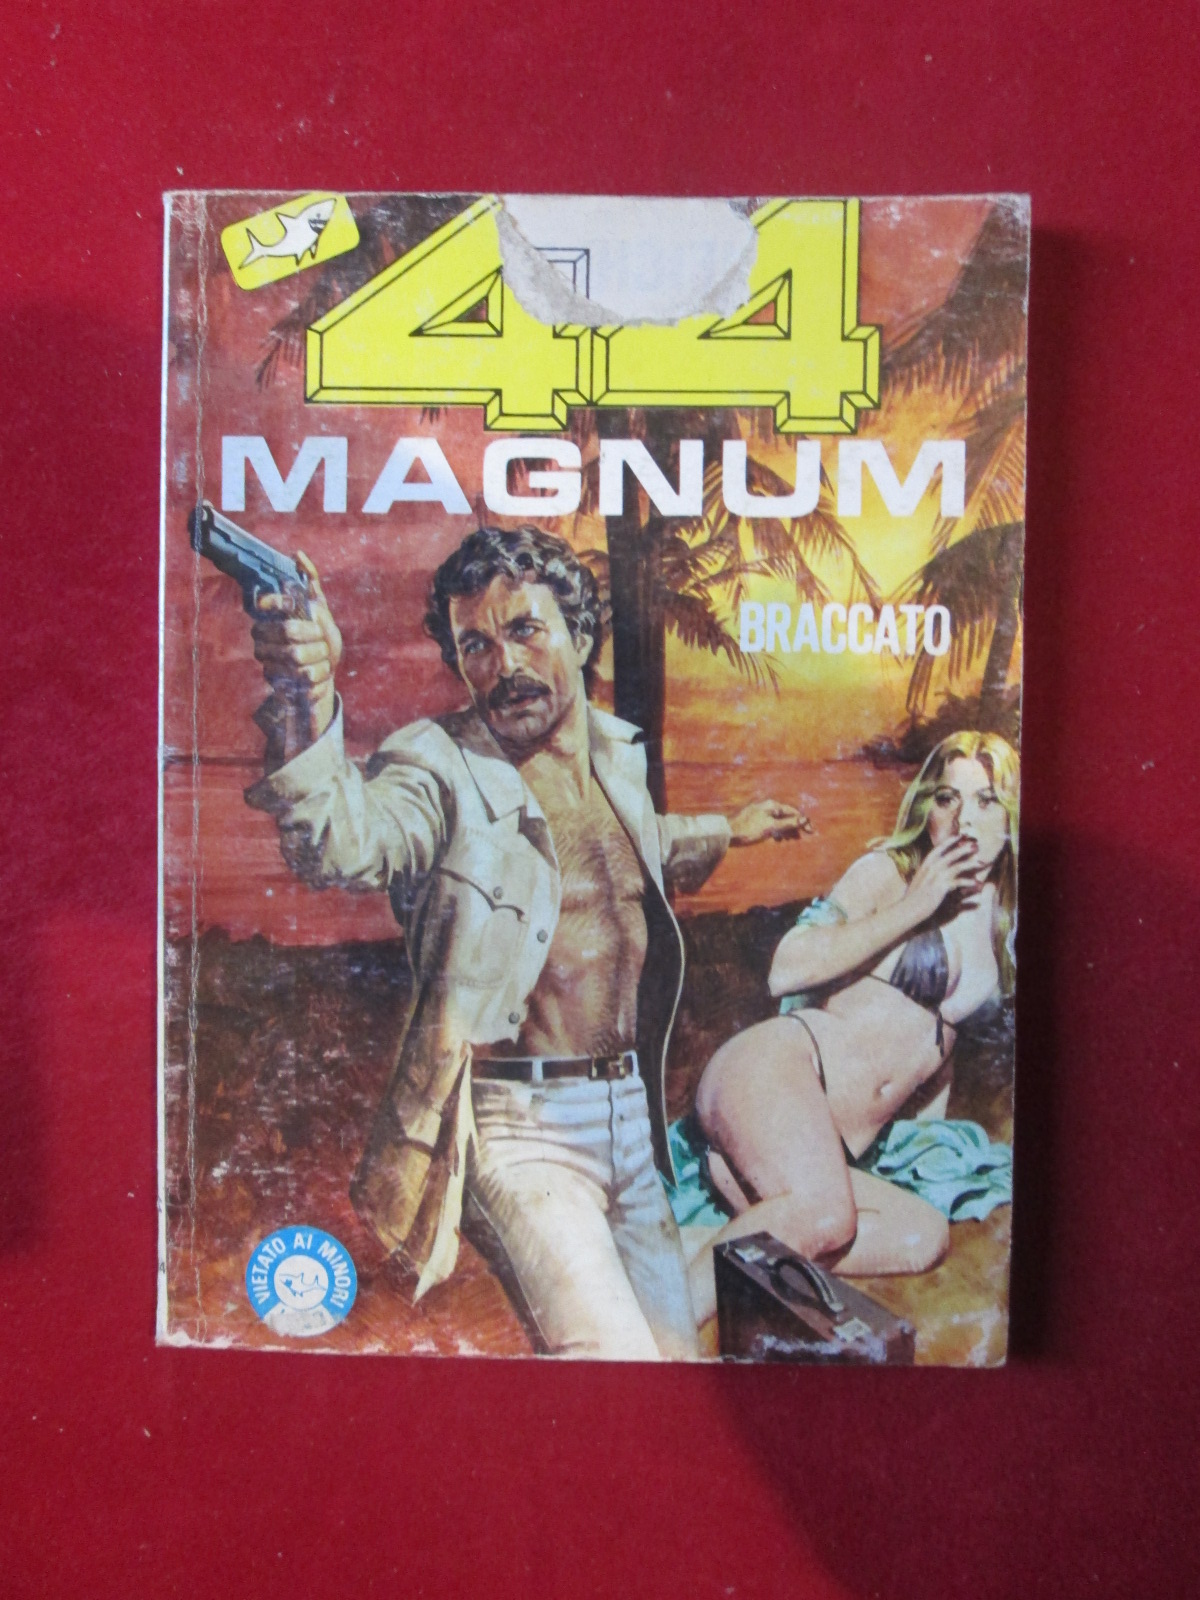 44
MAGNUM
BRACCATO
VIETATO AI MINORI